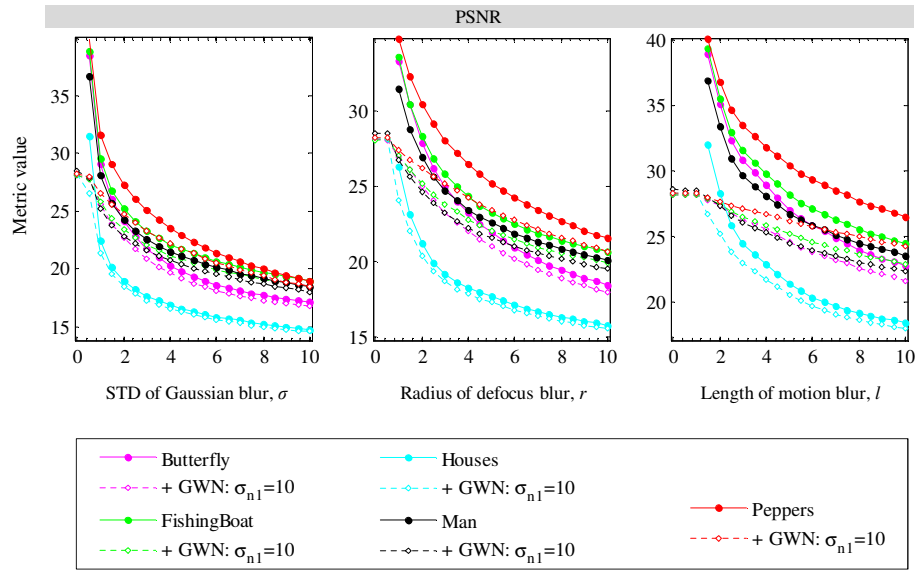 PSNR
Metric value
35
30
25
20
15
0 2 4 6 8 10
STD of Gaussian blur, σ
30
25
20
15
0 2 4 6 8 10
Radius of defocus blur, r
40
35
30
25
20
0 2 4 6 8 10
Length of motion blur, l
Butterfly
+ GWN: σn1=10
FishingBoat
+ GWN: σn1=10
Houses
+ GWN: σn1=10
Man
+ GWN: σn1=10
Peppers
+ GWN: σn1=10